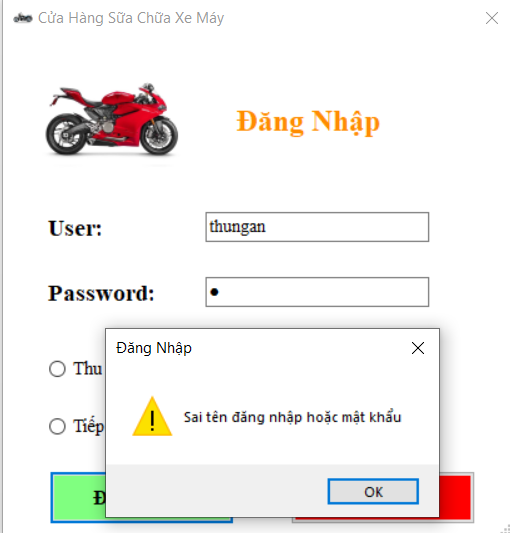 Cửa Hàng Sữa Chữa Xe Máy
Đăng Nhập
User: thungan
Password: ●
Đăng Nhập
Thu
Sai tên đăng nhập hoặc mật khẩu
Tiếp
OK